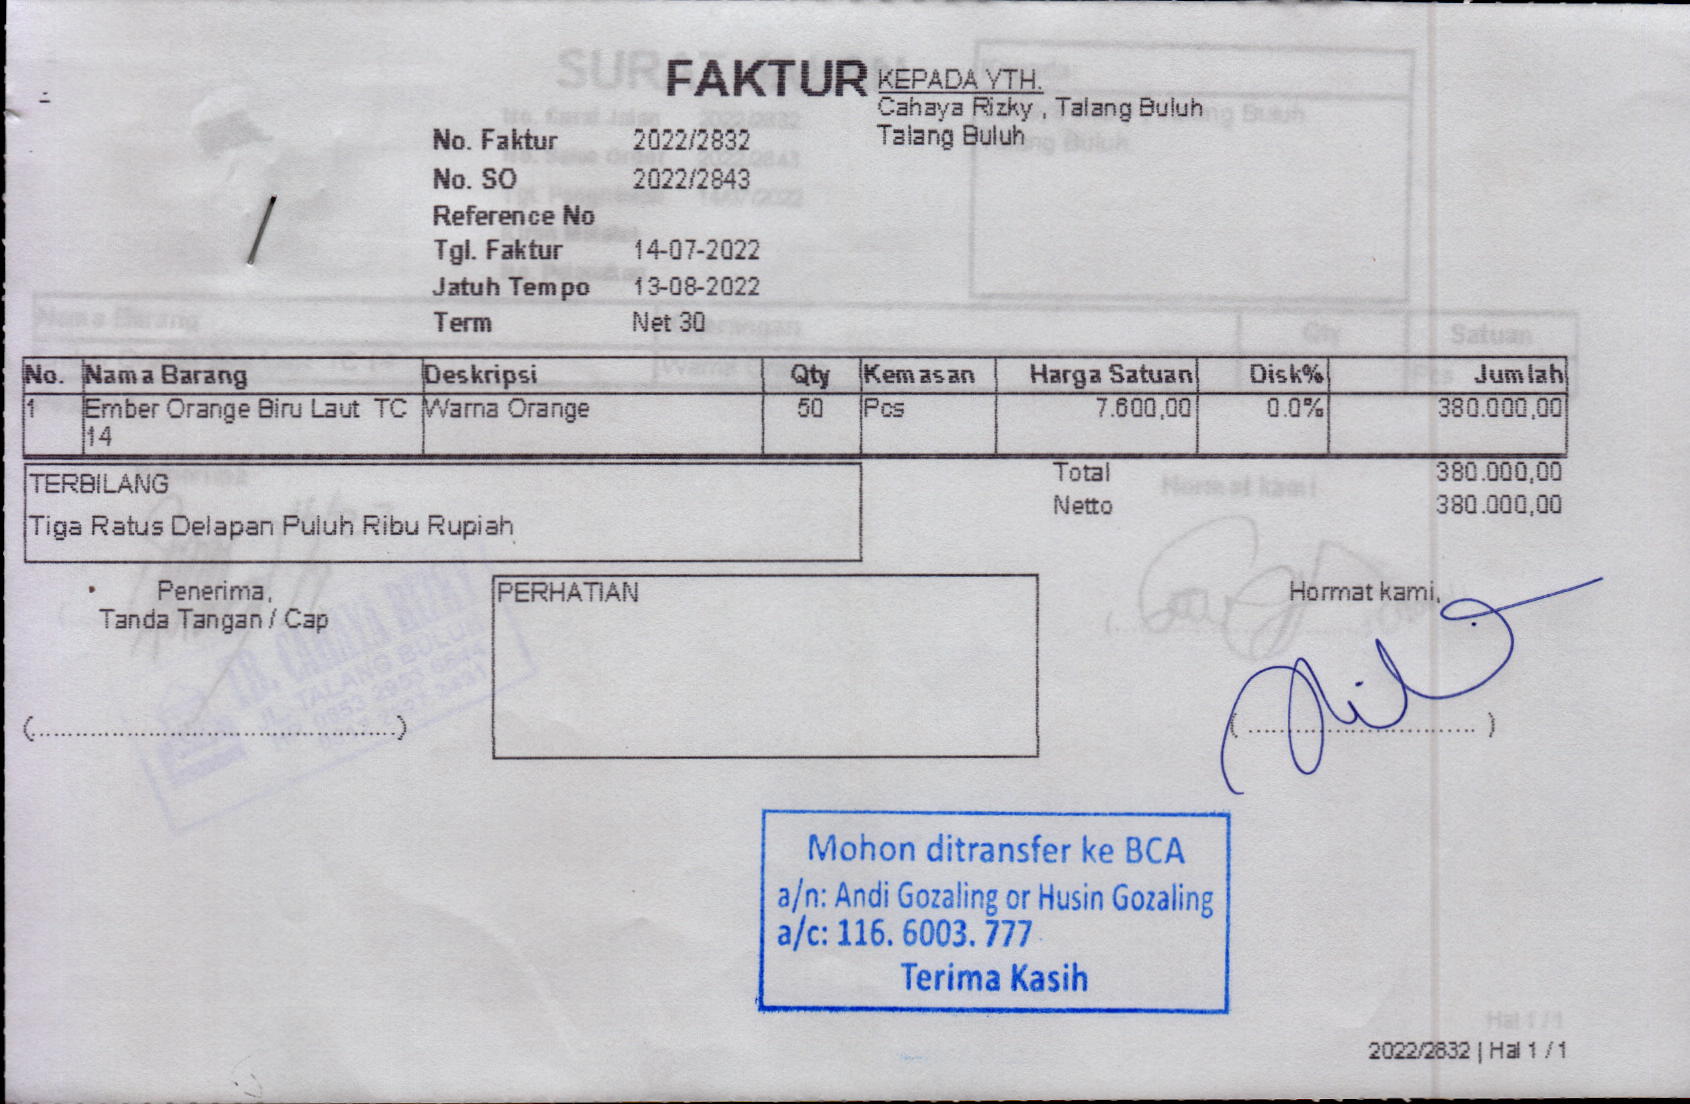 FAKTUR
KEPADA YTH.
Cahaya Rizky , Talang Buluh
Talang Buluh
No. Faktur 2022/2832
No. SO 2022/2843
Reference No
Tgl. Faktur 14-07-2022
Jatuh Tempo 13-08-2022
Term Net 30
No. Nama Barang Deskripsi Qty Kemasan Harga Satuan Disk% Jumlah
1 Ember Orange Biru Laut TC Warna Orange 50 Pcs 7.600,00 0.0% 380.000,00
14
Total 380.000,00
Netto 380.000,00
TERBILANG
Tiga Ratus Delapan Puluh Ribu Rupiah
Penerima,
Tanda Tangan / Cap
PERHATIAN
Hormat kami,
(..............................................)
( ................................ )
Mohon ditransfer ke BCA
a/n: Andi Gozaling or Husin Gozaling
a/c: 116. 6003. 777
Terima Kasih
2022/2832 | Hal 1 / 1